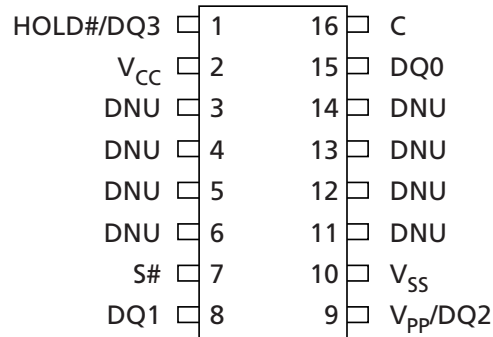 HOLD#/DQ3 1 16 C
VCC 2 15 DQ0
DNU 3 14 DNU
DNU 4 13 DNU
DNU 5 12 DNU
DNU 6 11 DNU
S# 7 10 VSS
DQ1 8 9 VPP/DQ2